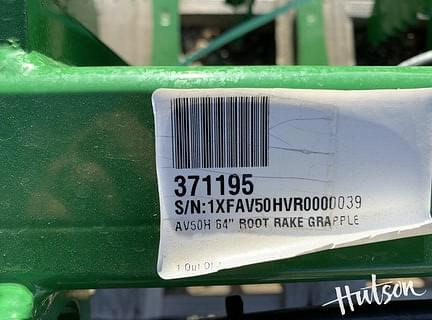 371195
S/N:1XFAV50HVR0000039
AV50H 64" ROOT RAKE GRAPPLE
1 Out Of
Hutson